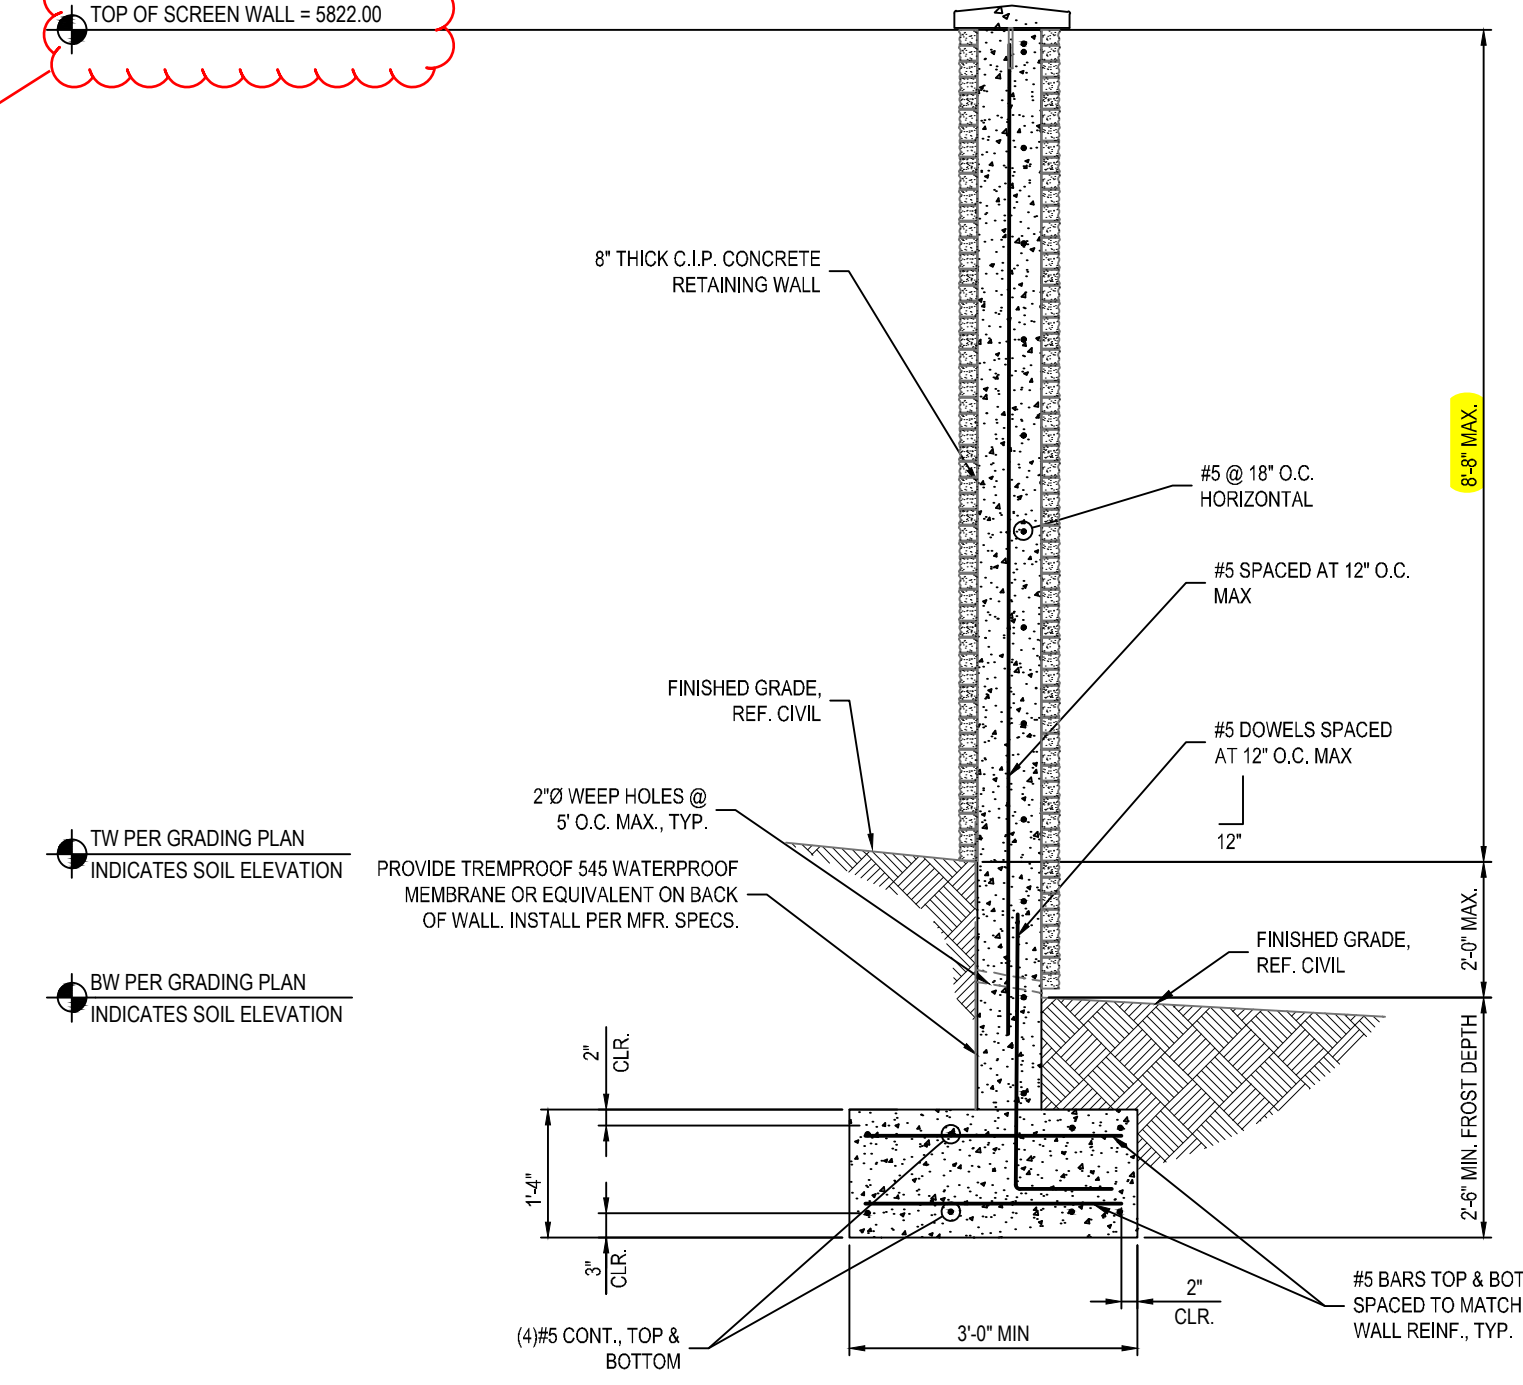 TOP OF SCREEN WALL = 5822.00
8" THICK C.I.P. CONCRETE
RETAINING WALL
8'-8" MAX.
#5 @ 18" O.C.
HORIZONTAL
#5 SPACED AT 12" O.C.
MAX
FINISHED GRADE,
REF. CIVIL
#5 DOWELS SPACED
AT 12" O.C. MAX
12"
2"Ø WEEP HOLES @
5' O.C. MAX., TYP.
TW PER GRADING PLAN
INDICATES SOIL ELEVATION
PROVIDE TREMPROOF 545 WATERPROOF
MEMBRANE OR EQUIVALENT ON BACK
OF WALL. INSTALL PER MFR. SPECS.
2'-0" MAX.
FINISHED GRADE,
REF. CIVIL
BW PER GRADING PLAN
INDICATES SOIL ELEVATION
2"
CLR.
2'-6" MIN. FROST DEPTH
1'-4"
3"
CLR.
2"
CLR.
#5 BARS TOP & BOT
SPACED TO MATCH
WALL REINF., TYP.
(4)#5 CONT., TOP &
BOTTOM
3'-0" MIN